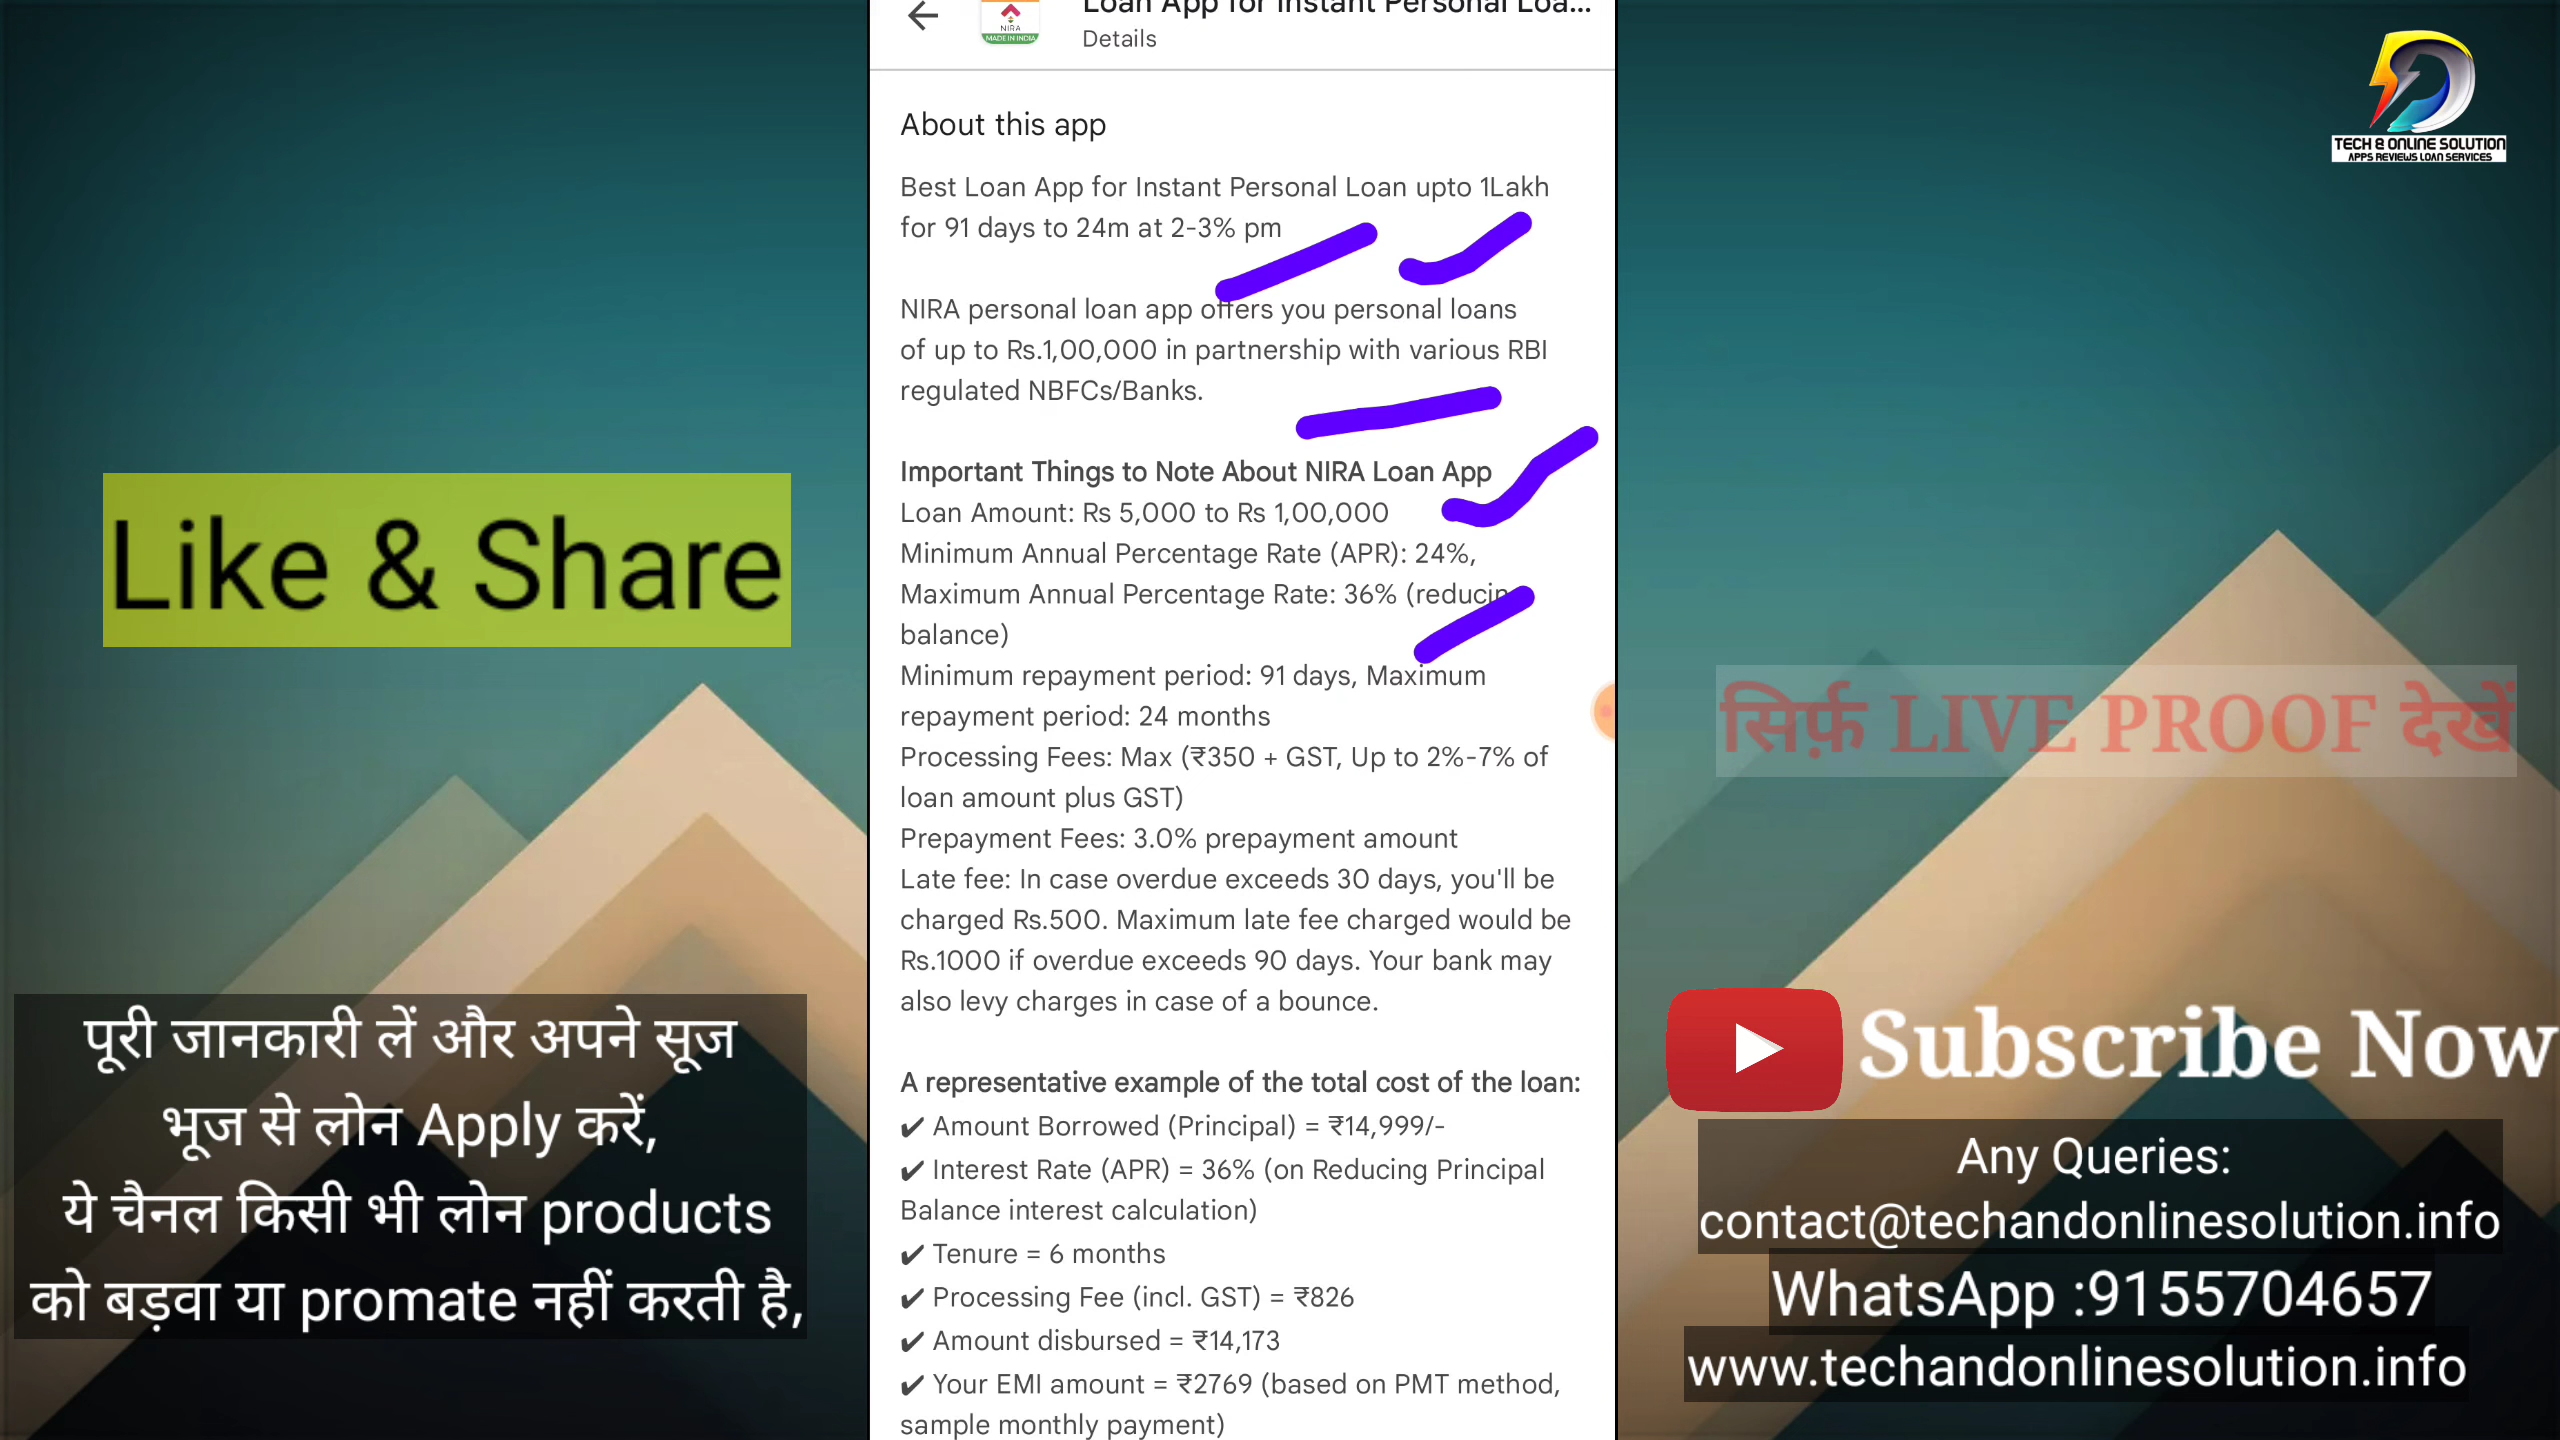 Loan App for Instant Personal Loa...
Details
NIRA
MADE IN INDIA
About this app
Best Loan App for Instant Personal Loan upto 1Lakh
for 91 days to 24m at 2-3% pm
NIRA personal loan app offers you personal loans
of up to Rs.1,00,000 in partnership with various RBI
regulated NBFCs/Banks.
Important Things to Note About NIRA Loan App
Loan Amount: Rs 5,000 to Rs 1,00,000
Minimum Annual Percentage Rate (APR): 24%,
Maximum Annual Percentage Rate: 36% (reducin
balance)
Minimum repayment period: 91 days, Maximum
repayment period: 24 months
Processing Fees: Max (₹350 + GST, Up to 2%-7% of
loan amount plus GST)
Prepayment Fees: 3.0% prepayment amount
Late fee: In case overdue exceeds 30 days, you'll be
charged Rs.500. Maximum late fee charged would be
Rs.1000 if overdue exceeds 90 days. Your bank may
also levy charges in case of a bounce.
A representative example of the total cost of the loan:
✔ Amount Borrowed (Principal) = ₹14,999/-
✔ Interest Rate (APR) = 36% (on Reducing Principal
Balance interest calculation)
✔ Tenure = 6 months
✔ Processing Fee (incl. GST) = ₹826
✔ Amount disbursed = ₹14,173
✔ Your EMI amount = ₹2769 (based on PMT method,
sample monthly payment)
Like & Share
पूरी जानकारी लें और अपने सूज
भूज से लोन Apply करें,
ये चैनल किसी भी लोन products
को बड़वा या promate नहीं करती है,
TECH & ONLINE SOLUTION
APPS REVIEWS LOAN SERVICES
सिर्फ़ LIVE PROOF देखें
Subscribe Now
Any Queries:
contact@techandonlinesolution.info
WhatsApp :9155704657
www.techandonlinesolution.info